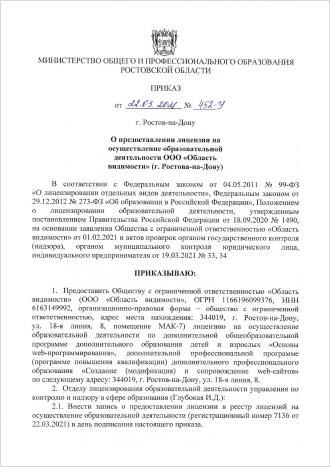 МИНИСТЕРСТВО ОБЩЕГО И ПРОФЕССИОНАЛЬНОГО ОБРАЗОВАНИЯ
РОСТОВСКОЙ ОБЛАСТИ
ПРИКАЗ
от 22.03.2021 № 452-У
г. Ростов-на-Дону
О предоставлении лицензии на
осуществление образовательной
деятельности ООО «Область
видимости» (г. Ростова-на-Дону)
В соответствии с Федеральным законом от 04.05.2011 № 99-ФЗ
«О лицензировании отдельных видов деятельности», Федеральным законом от
29.12.2012 № 273-ФЗ «Об образовании в Российской Федерации», Положением
о лицензировании образовательной деятельности, утвержденным
постановлением Правительства Российской Федерации от 18.09.2020 № 1490,
на основании заявления Общества с ограниченной ответственностью «Область
видимости» от 01.02.2021 и актов проверок органом государственного контроля
(надзора), органом муниципального контроля юридического лица,
индивидуального предпринимателя от 19.03.2021 № 33, 34
ПРИКАЗЫВАЮ:
1. Предоставить Обществу с ограниченной ответственностью «Область
видимости» (ООО «Область видимости», ОГРН 1166196099376, ИНН
6163149992, организационно-правовая форма – общество с ограниченной
ответственностью, адрес места нахождения: 344019, г. Ростов-на-Дону,
ул. 18-я линия, 8, помещение МАК-7) лицензию на осуществление
образовательной деятельности по дополнительной общеобразовательной
программе дополнительного образования детей и взрослых «Основы
web-программирования», дополнительной профессиональной программе
(программе повышения квалификации) дополнительного профессионального
образования «Создание (модификация) и сопровождение web-сайтов»
по следующему адресу: 344019, г. Ростов-на-Дону, ул. 18-я линия, 8.
2. Отделу лицензирования образовательной деятельности управления по
контролю и надзору в сфере образования (Глубокая И.Д.):
2.1. Внести запись о предоставлении лицензии в реестр лицензий на
осуществление образовательной деятельности (регистрационный номер 7136 от
22.03.2021) в день подписания настоящего приказа.